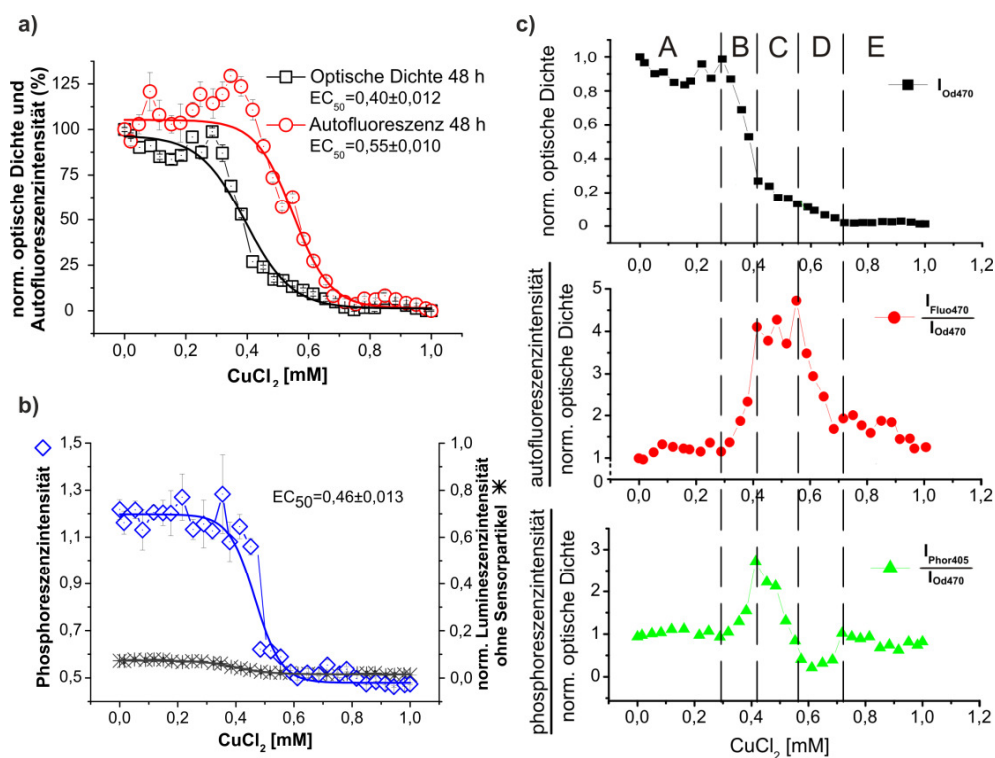 a)
norm. optische Dichte und
Autofluoreszenzintensität (%)
125
100
75
50
25
0
Optische Dichte 48 h
EC50=0,40±0,012
Autofluoreszenz 48 h
EC50=0,55±0,010
0,0 0,2 0,4 0,6 0,8 1,0
CuCl2 [mM]
b)
Phosphoreszenzintensität
1,5
1,3
1,1
0,9
0,7
0,5
EC50=0,46±0,013
1,0
0,8
0,6
0,4
0,2
0,0
norm. Lumineszenzintensität
ohne Sensorpartikel
0,0 0,2 0,4 0,6 0,8 1,0
CuCl2 [mM]
c)
A B C D E
norm. optische Dichte
1,0
0,8
0,6
0,4
0,2
0
IOd470
0,0 0,2 0,4 0,6 0,8 1,0 1,2
autofluoreszenzintensität
norm. optische Dichte
5
4
3
2
1
0
IFluo470
IOd470
0,0 0,2 0,4 0,6 0,8 1,0 1,2
phosphoreszenzintensität
norm. optische Dichte
3
2
1
0
IPhor405
IOd470
0,0 0,2 0,4 0,6 0,8 1,0 1,2
CuCl2 [mM]